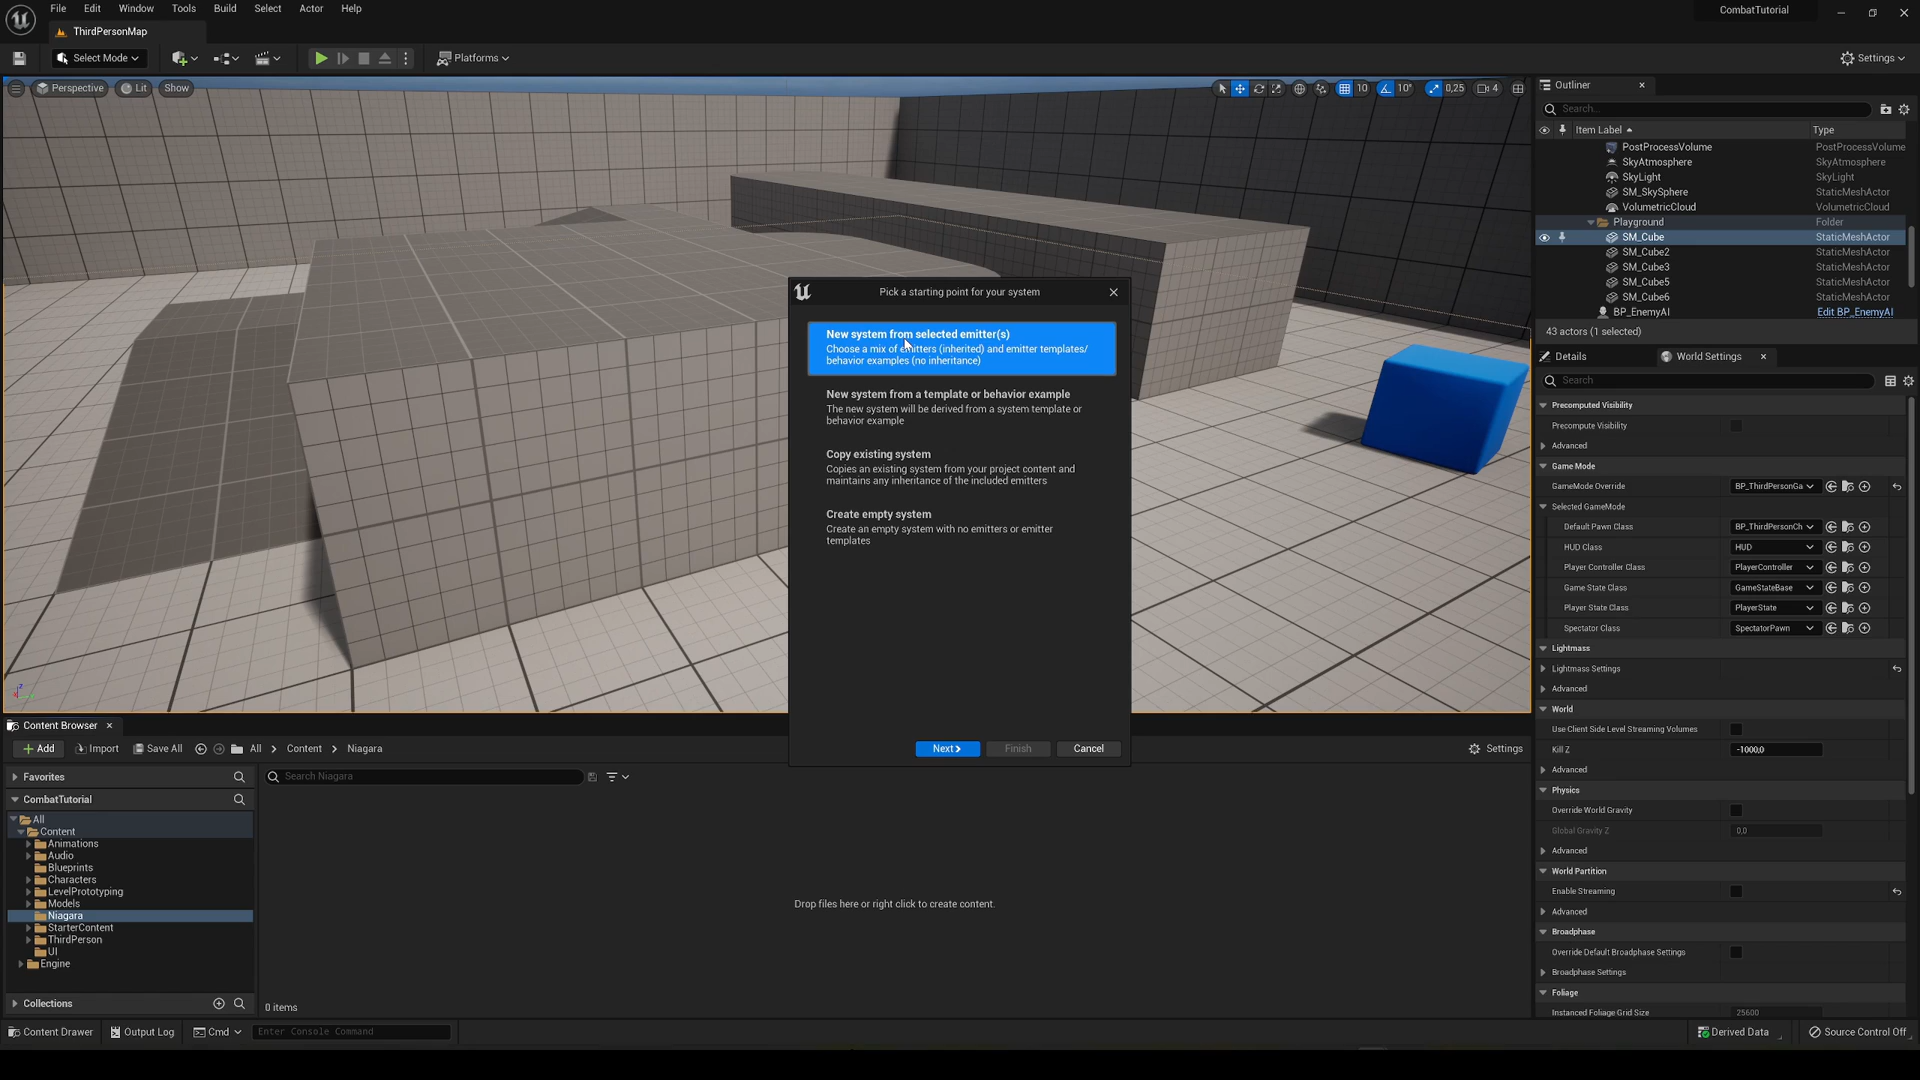 File Edit Window Tools Build Select Actor Help
CombatTutorial
ThirdPersonMap
Select Mode
Platforms
Settings
Perspective Lit Show
10 10° 0,25 4
Outliner
Search...
Item Label Type
PostProcessVolume PostProcessVolume
SkyAtmosphere SkyAtmosphere
SkyLight SkyLight
SM_SkySphere StaticMeshActor
VolumetricCloud VolumetricCloud
Playground Folder
SM_Cube StaticMeshActor
SM_Cube2 StaticMeshActor
SM_Cube3 StaticMeshActor
SM_Cube5 StaticMeshActor
SM_Cube6 StaticMeshActor
BP_EnemyAI Edit BP_EnemyAI
43 actors (1 selected)
Details World Settings
Search
Precomputed Visibility
Precompute Visibility
Advanced
Game Mode
GameMode Override BP_ThirdPersonGa
Selected GameMode
Default Pawn Class BP_ThirdPersonCh
HUD Class HUD
Player Controller Class PlayerController
Game State Class GameStateBase
Player State Class PlayerState
Spectator Class SpectatorPawn
Lightmass
Lightmass Settings
Advanced
World
Use Client Side Level Streaming Volumes
Kill Z -1000,0
Advanced
Physics
Override World Gravity
Global Gravity Z 0,0
Advanced
World Partition
Enable Streaming
Advanced
Broadphase
Override Default Broadphase Settings
Broadphase Settings
Foliage
Instanced Foliage Grid Size 25600
Pick a starting point for your system
New system from selected emitter(s)
Choose a mix of emitters (inherited) and emitter templates/
behavior examples (no inheritance)
New system from a template or behavior example
The new system will be derived from a system template or
behavior example
Copy existing system
Copies an existing system from your project content and
maintains any inheritance of the included emitters
Create empty system
Create an empty system with no emitters or emitter
templates
Next Finish Cancel
Content Browser
Add Import Save All All Content Niagara Settings
Favorites
Search Niagara
CombatTutorial
All
Content
Animations
Audio
Blueprints
Characters
LevelPrototyping
Models
Niagara
StarterContent
ThirdPerson
UI
Engine
Drop files here or right click to create content.
Collections
0 items
Content Drawer Output Log Cmd Enter Console Command Derived Data Source Control Off